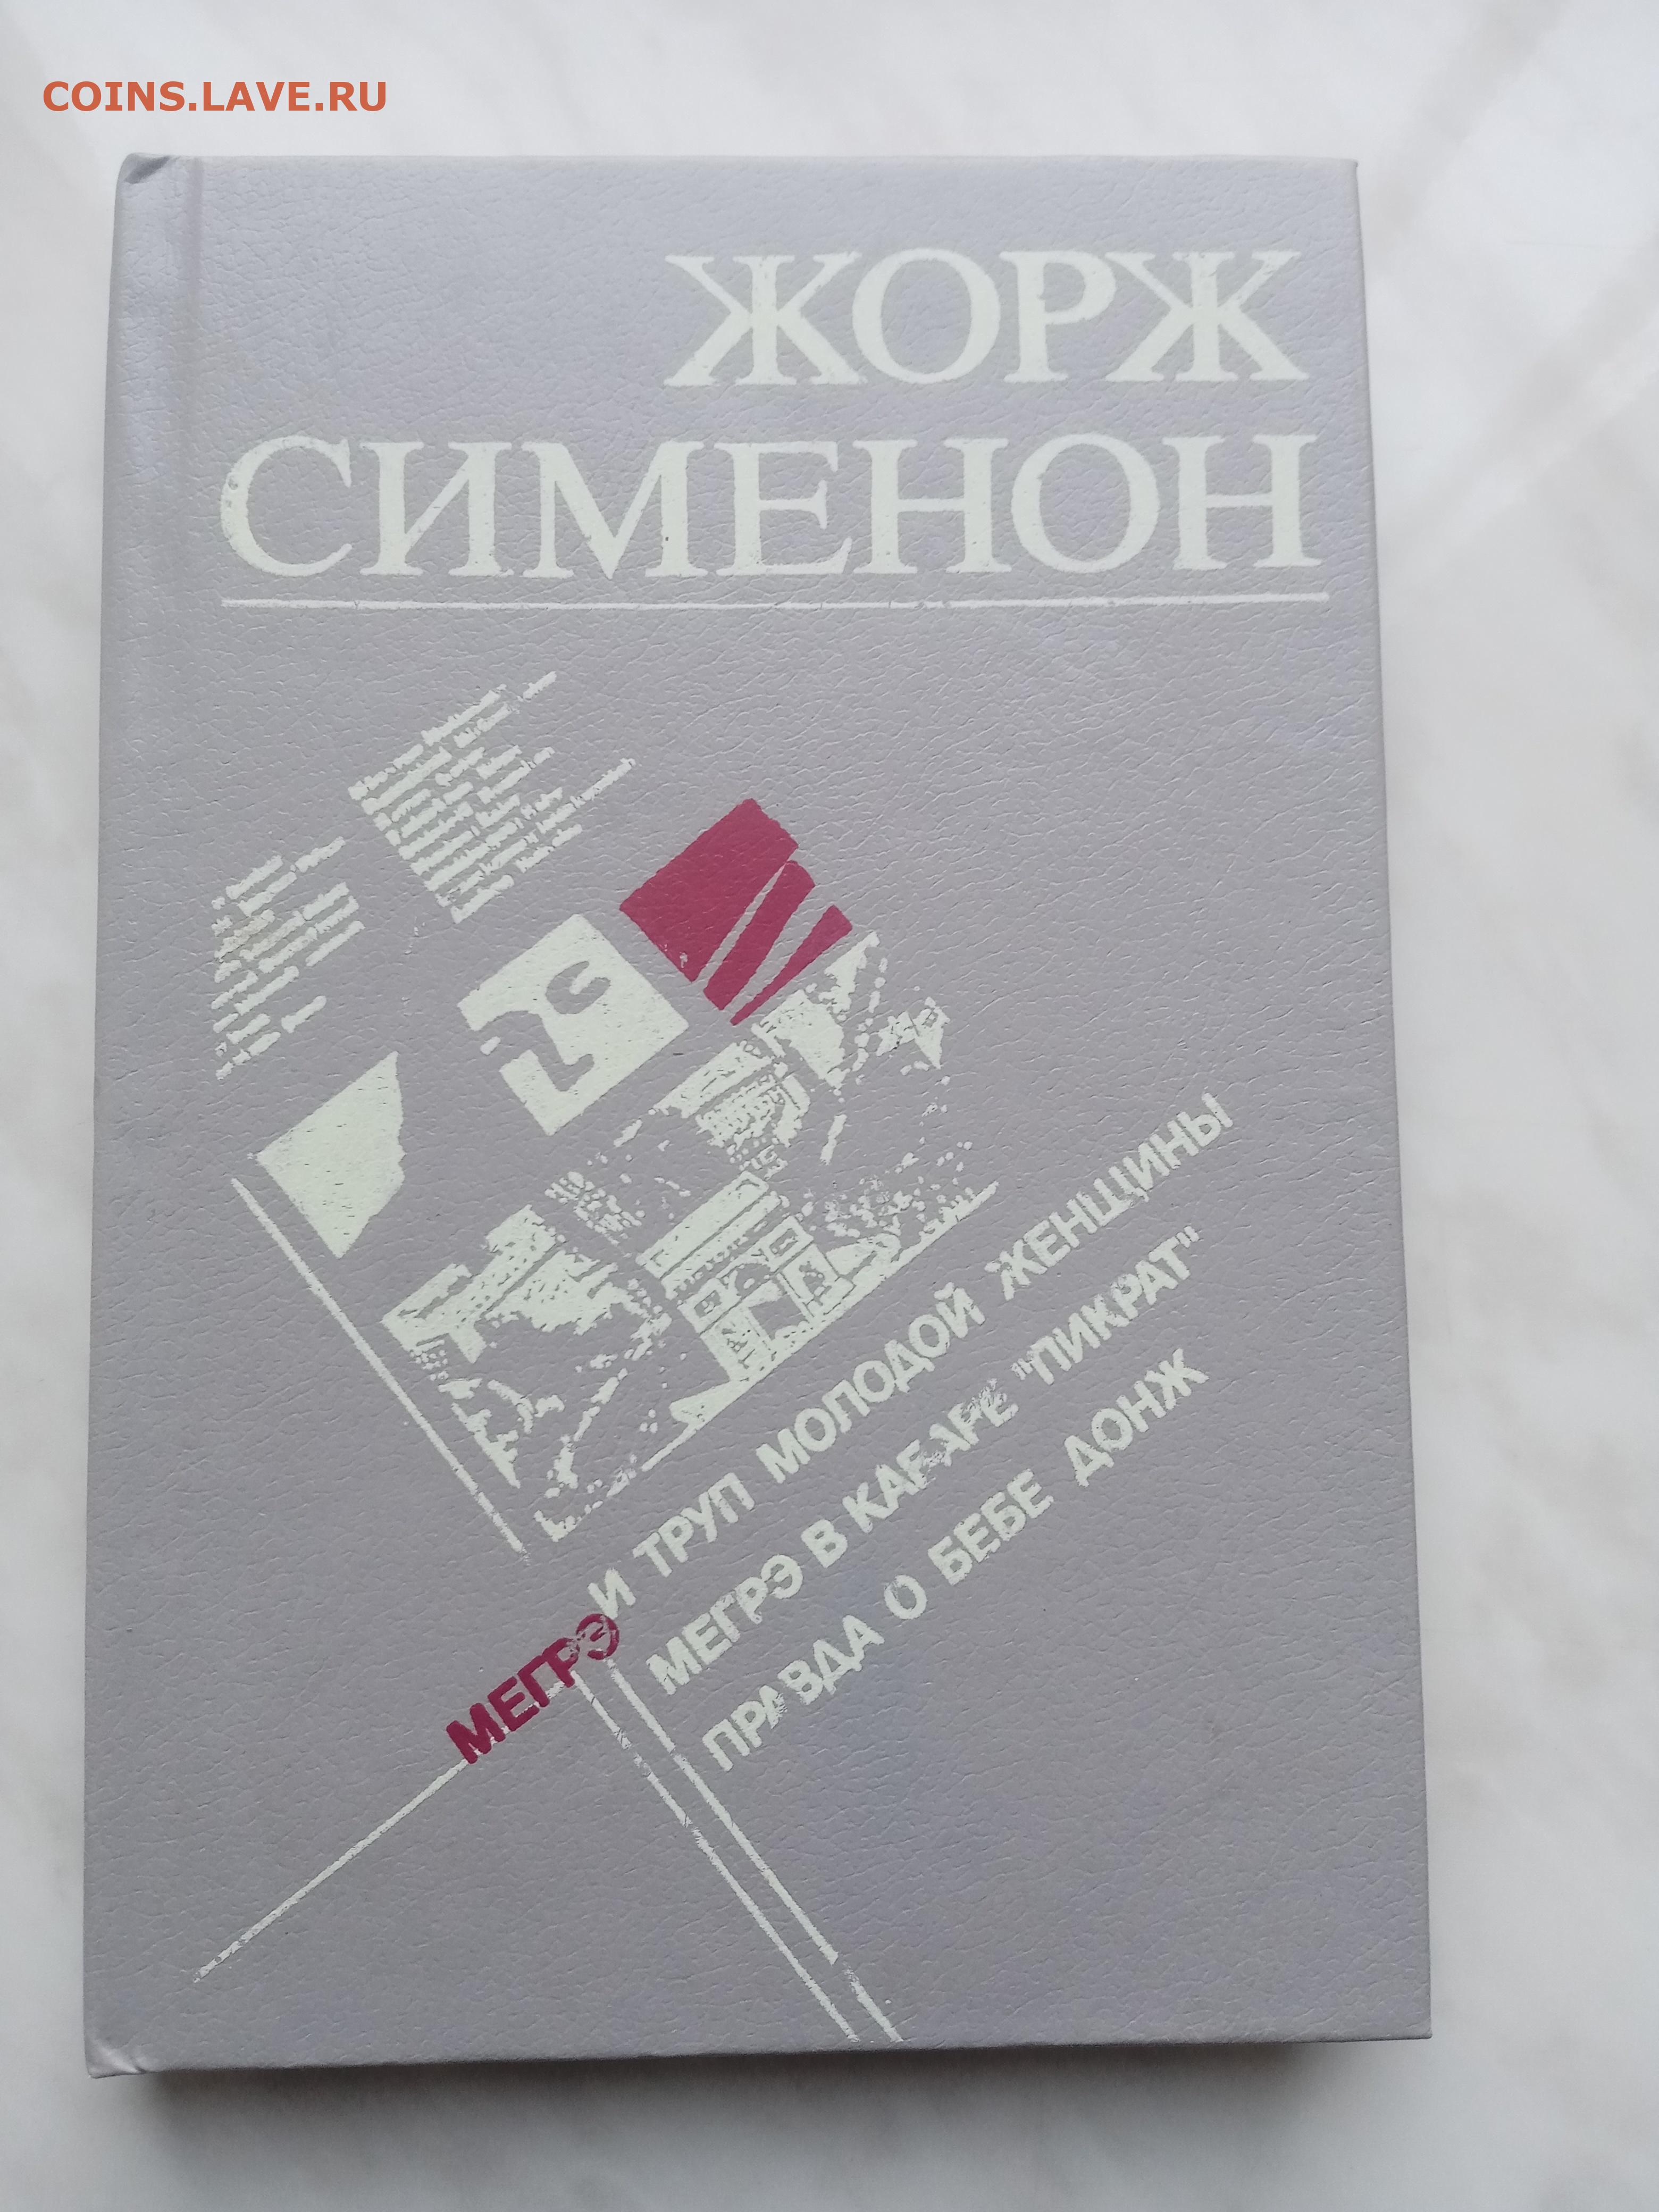 COINS.LAVE.RU
ЖОРЖ
СИМЕНОН
МЕГРЭ И ТРУП МОЛОДОЙ ЖЕНЩИНЫ
МЕГРЭ В КАБАРЕ "ПИКРАТ"
ПРАВДА О БЕБЕ ДОНЖ